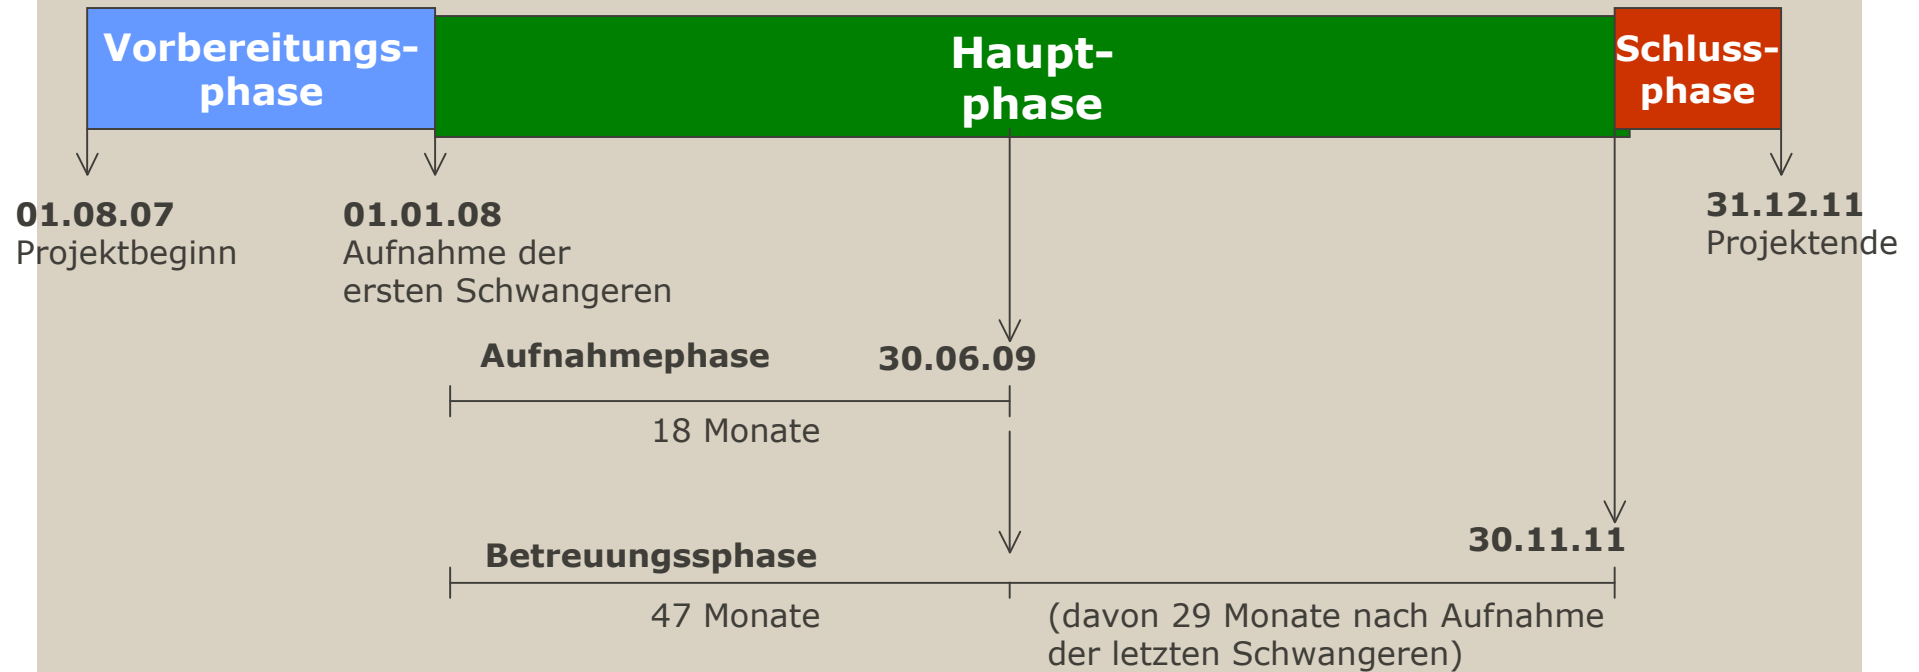 Vorbereitungs-
phase
Haupt-
phase
Schluss-
phase
01.08.07
Projektbeginn
01.01.08
Aufnahme der
ersten Schwangeren
31.12.11
Projektende
Aufnahmephase
30.06.09
18 Monate
Betreuungssphase
30.11.11
47 Monate
(davon 29 Monate nach Aufnahme
der letzten Schwangeren)